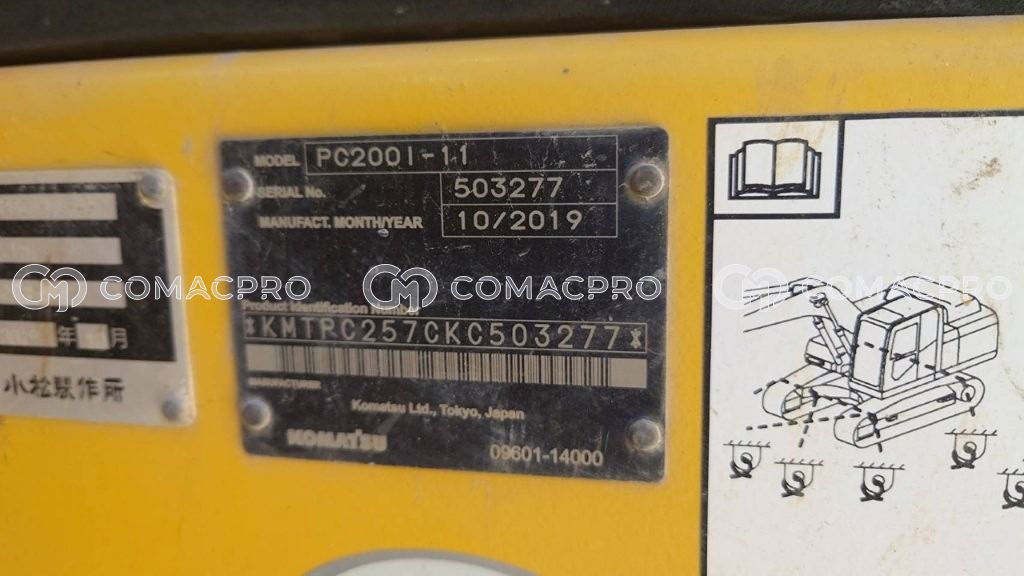 MODEL PC200I-11
SERIAL No. 503277
MANUFACT. MONTH/YEAR 10/2019
COMACPRO COMACPRO COMACPRO
Product Identification Number
*KMTPC257CKC503277*
MANUFACTURER
Komatsu Ltd., Tokyo, Japan
KOMATSU
09601-14000
年 月
小松製作所